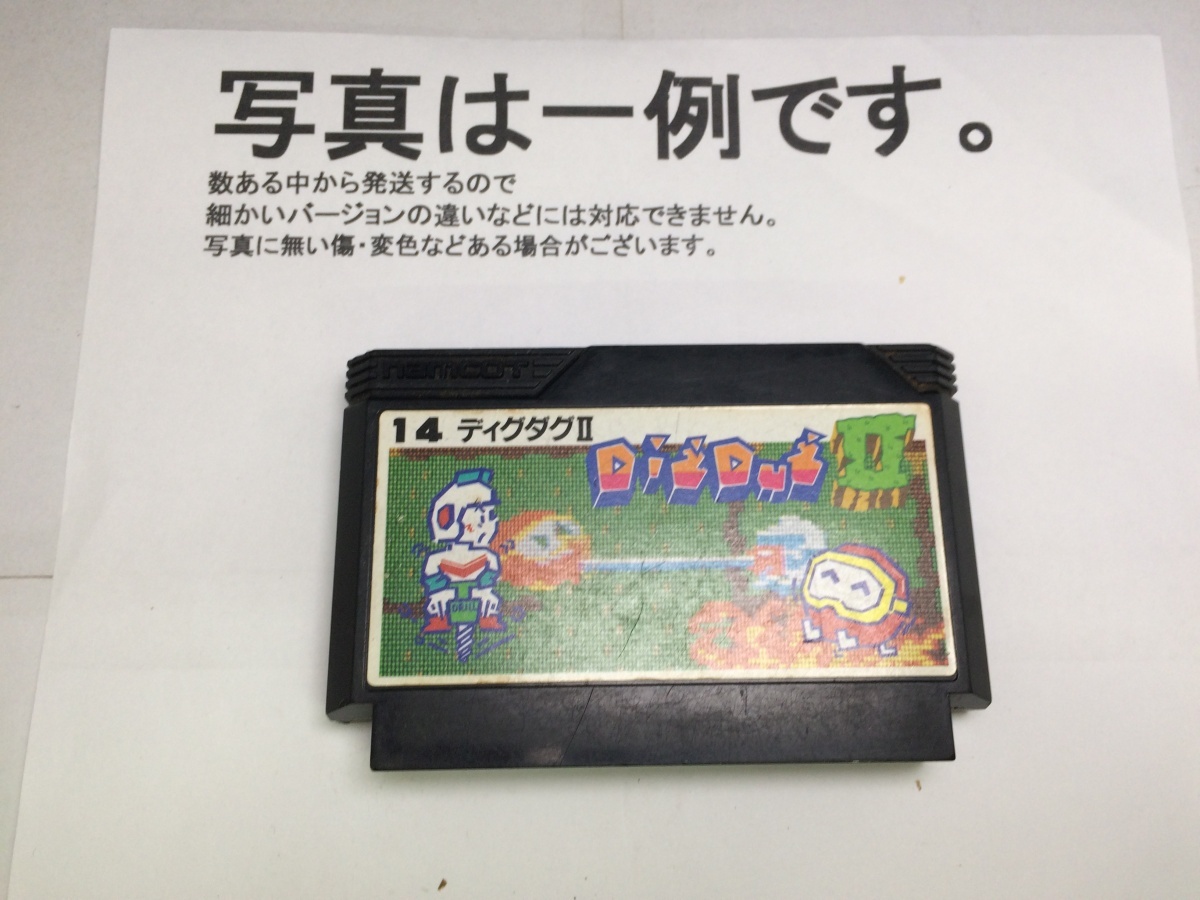 写真は一例です。
数ある中から発送するので
細かいバージョンの違いなどには対応できません。
写真に無い傷・変色などある場合がございます。
namcot
14 ディグダグⅡ
DigDug Ⅱ
DRILL